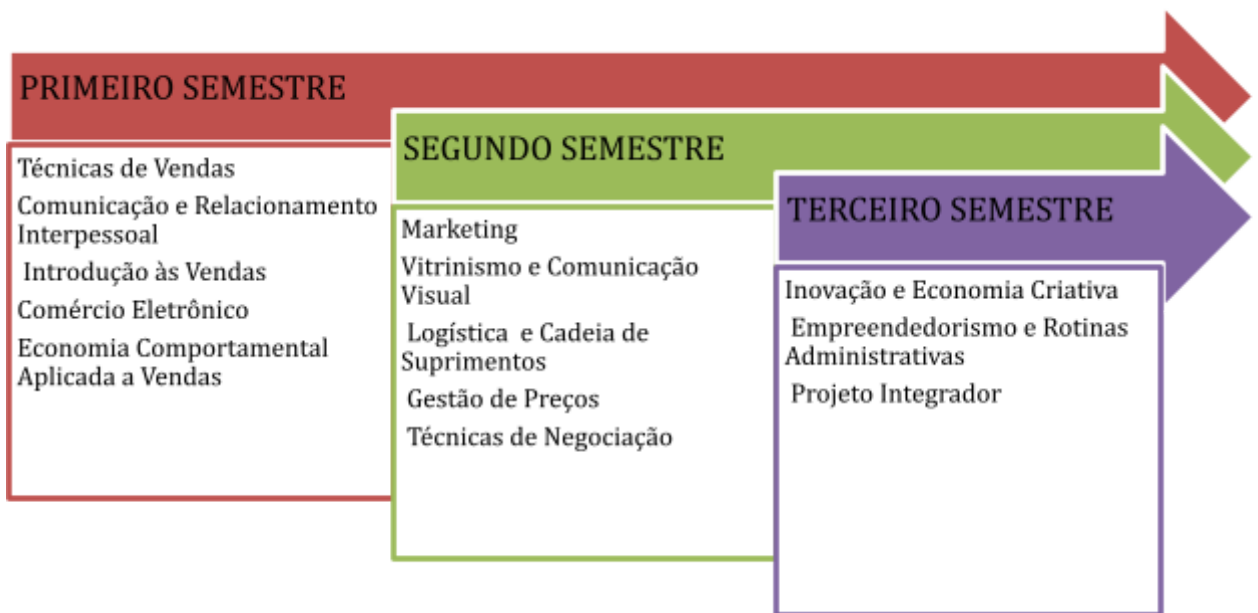 PRIMEIRO SEMESTRE
Técnicas de Vendas
Comunicação e Relacionamento
Interpessoal
Introdução às Vendas
Comércio Eletrônico
Economia Comportamental
Aplicada a Vendas
SEGUNDO SEMESTRE
Marketing
Vitrinismo e Comunicação
Visual
Logística e Cadeia de
Suprimentos
Gestão de Preços
Técnicas de Negociação
TERCEIRO SEMESTRE
Inovação e Economia Criativa
Empreendedorismo e Rotinas
Administrativas
Projeto Integrador